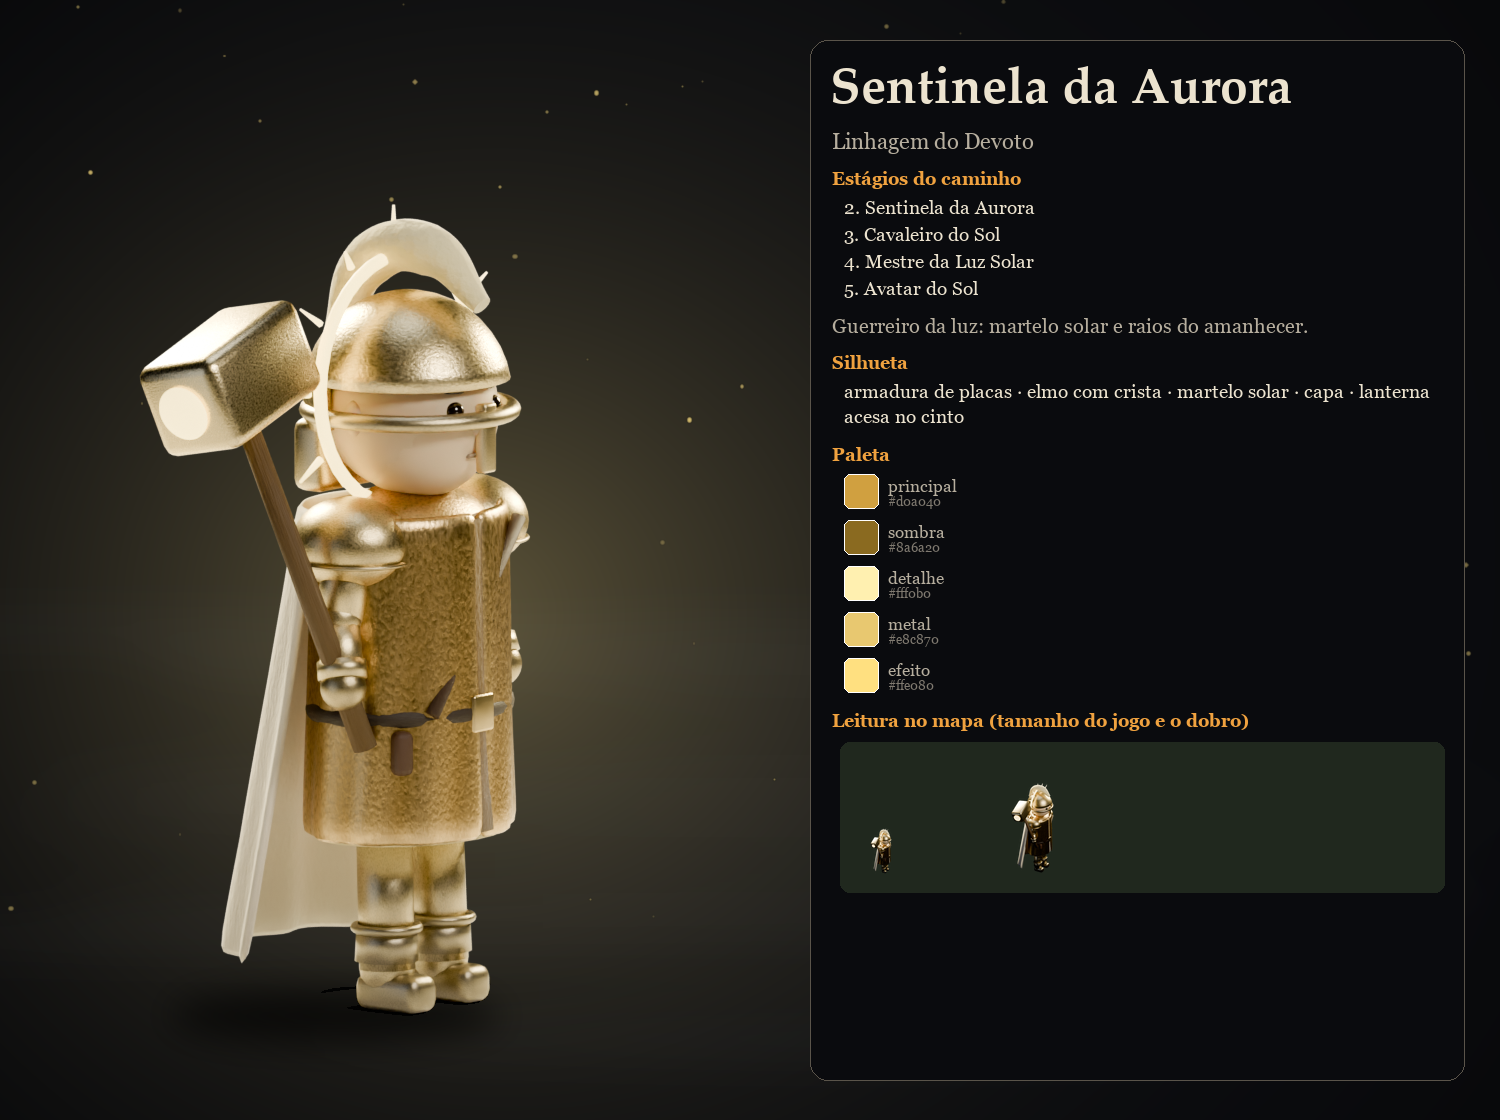 Sentinela da Aurora
Linhagem do Devoto
Estágios do caminho
2. Sentinela da Aurora
3. Cavaleiro do Sol
4. Mestre da Luz Solar
5. Avatar do Sol
Guerreiro da luz: martelo solar e raios do amanhecer.
Silhueta
armadura de placas · elmo com crista · martelo solar · capa · lanterna
acesa no cinto
Paleta
principal
#d0a040
sombra
#8a6a20
detalhe
#fff0b0
metal
#e8c870
efeito
#ffe080
Leitura no mapa (tamanho do jogo e o dobro)